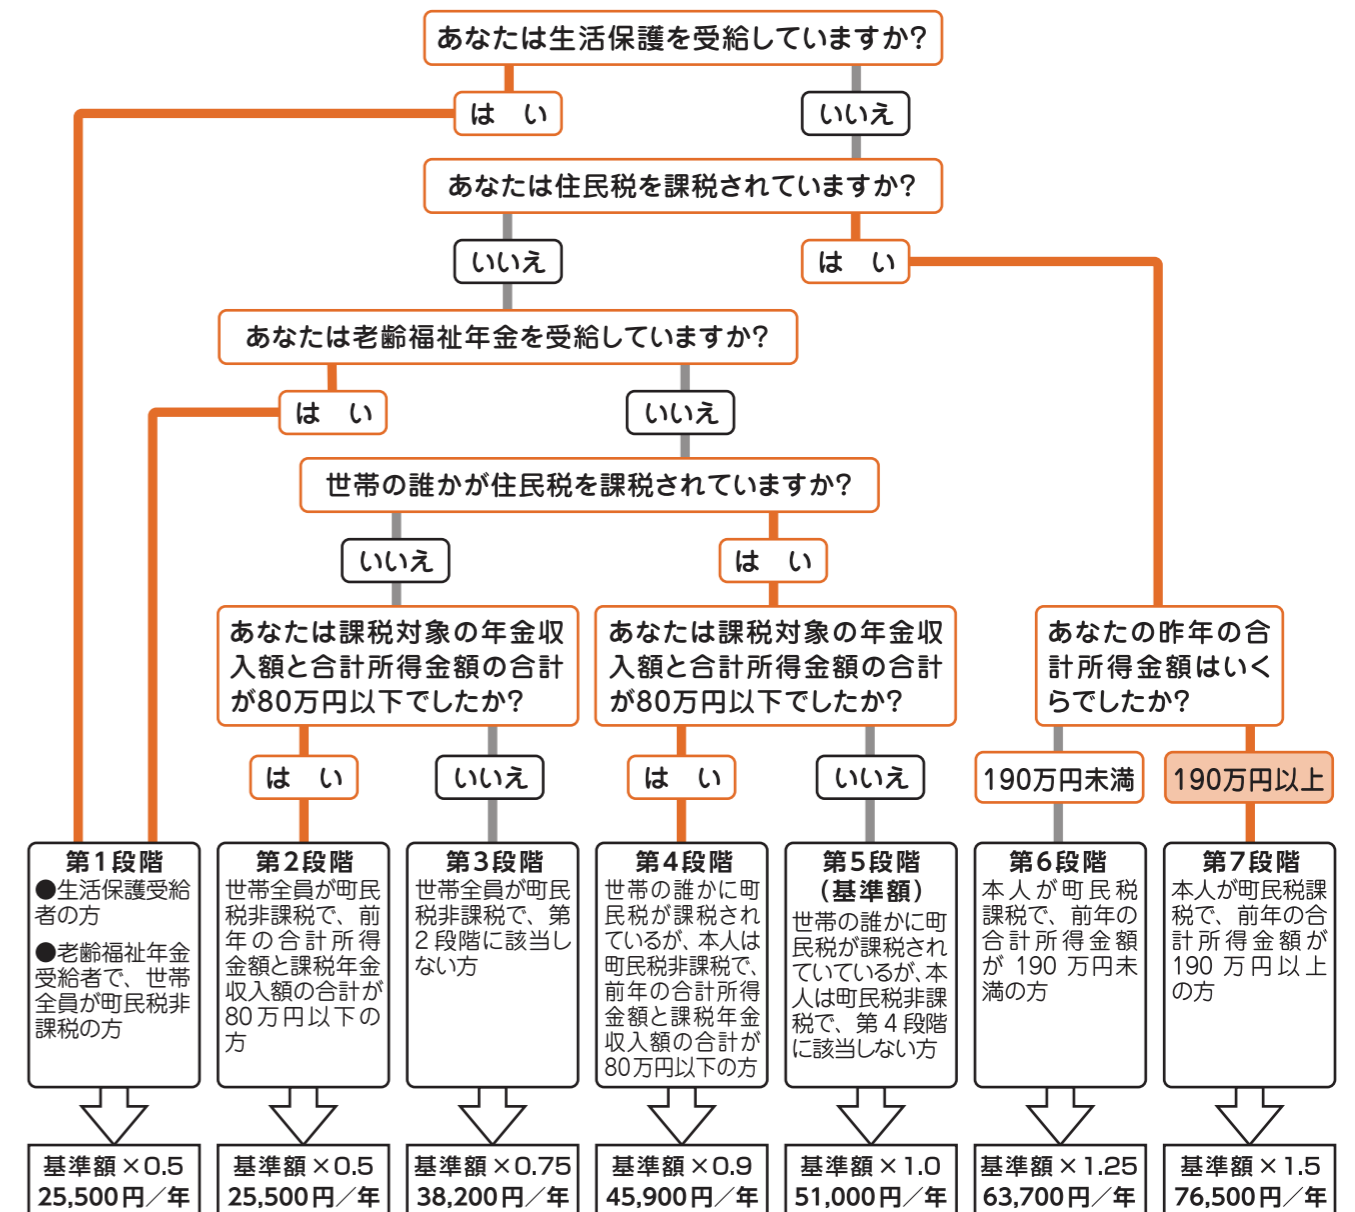 あなたは生活保護を受給していますか?
は い
いいえ
あなたは住民税を課税されていますか?
いいえ
は い
あなたは老齢福祉年金を受給していますか?
は い
いいえ
世帯の誰かが住民税を課税されていますか?
いいえ
は い
あなたは課税対象の年金収
入額と合計所得金額の合計
が80万円以下でしたか?
あなたは課税対象の年金収
入額と合計所得金額の合計
が80万円以下でしたか?
あなたの昨年の合
計所得金額はいく
らでしたか?
は い
いいえ
は い
いいえ
190万円未満
190万円以上
第1段階
●生活保護受給
者の方
●老齢福祉年金
受給者で、世帯
全員が町民税非
課税の方
第2段階
世帯全員が町民
税非課税で、前
年の合計所得
金額と課税年金
収入額の合計が
80万円以下の
方
第3段階
世帯全員が町民
税非課税で、第
2段階に該当し
ない方
第4段階
世帯の誰かに町
民税が課税され
ているが、本人は
町民税非課税で、
前年の合計所得
金額と課税年金
収入額の合計が
80万円以下の方
第5段階
(基準額)
世帯の誰かに町
民税が課税され
ていているが、本
人は町民税非課
税で、第4段階
に該当しない方
第6段階
本人が町民税
課税で、前年の
合計所得金額
が190万円未
満の方
第7段階
本人が町民税課
税で、前年の合
計所得金額が
190万円以上
の方
基準額×0.5
25,500円/年
基準額×0.5
25,500円/年
基準額×0.75
38,200円/年
基準額×0.9
45,900円/年
基準額×1.0
51,000円/年
基準額×1.25
63,700円/年
基準額×1.5
76,500円/年